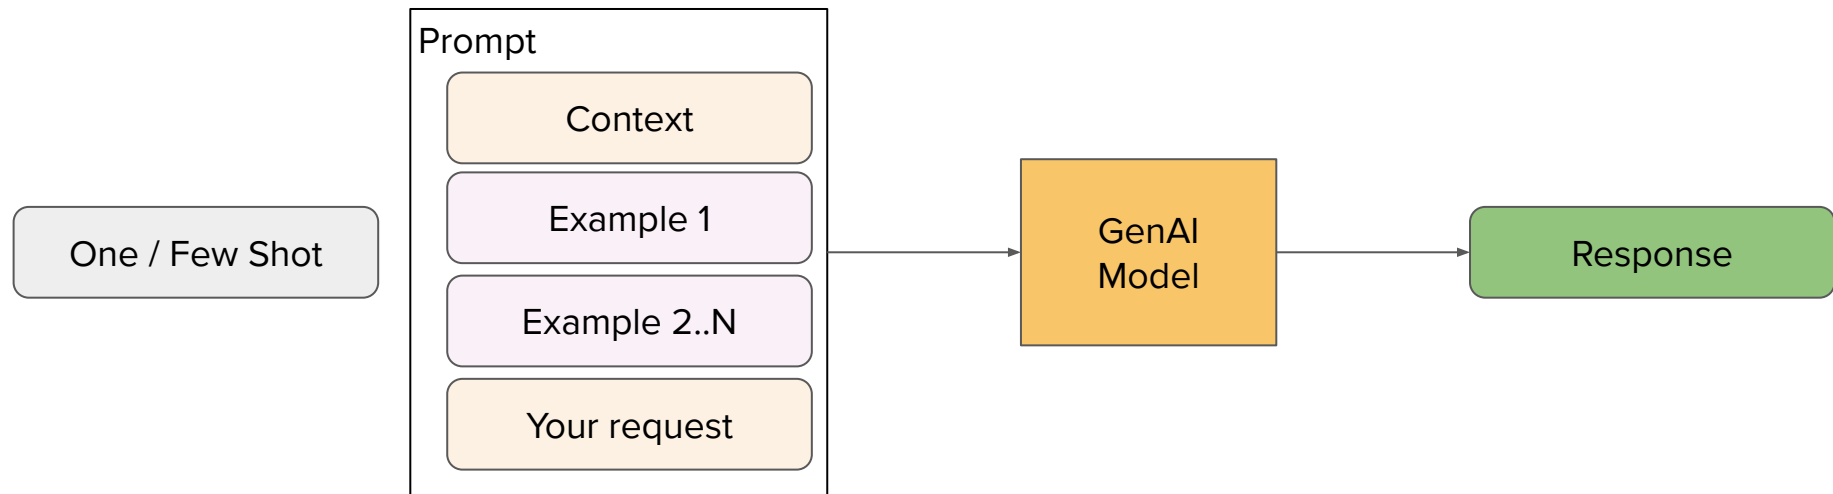 One / Few Shot
Prompt
Context
Example 1
Example 2..N
Your request
GenAI
Model
Response